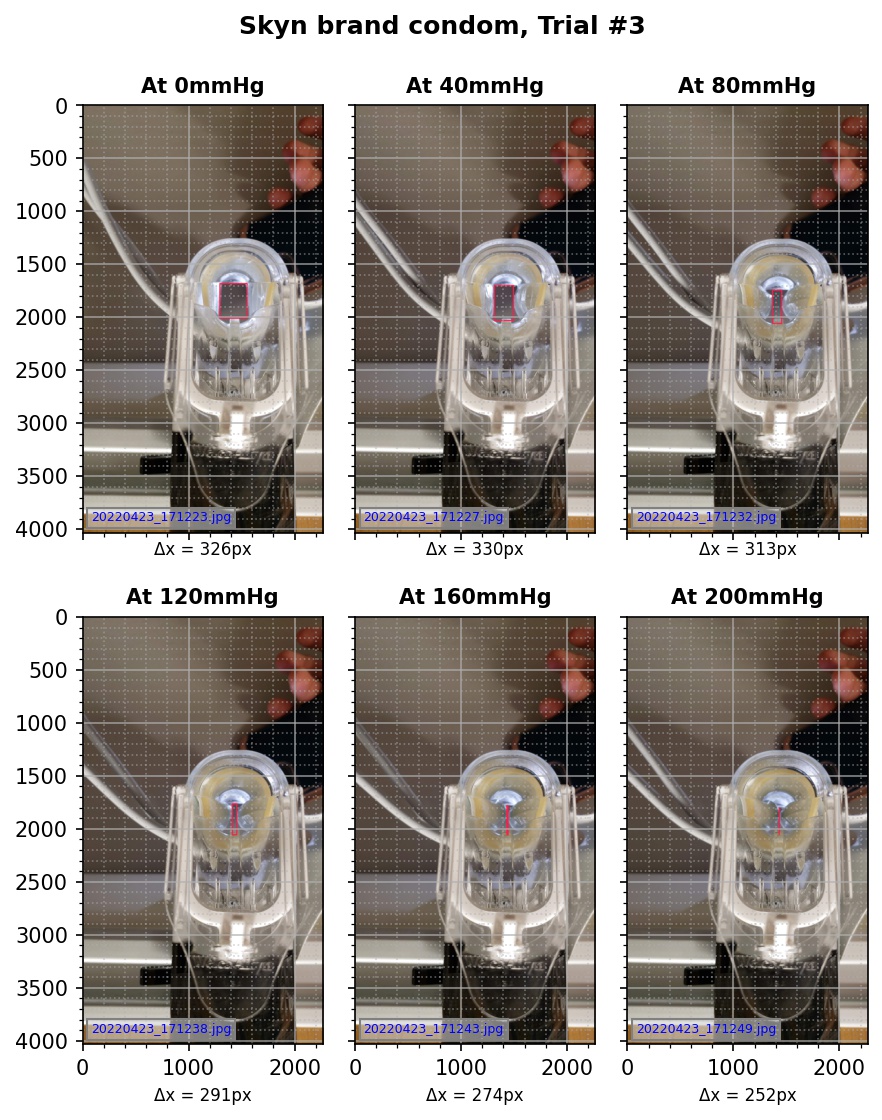 Skyn brand condom, Trial #3
At 0mmHg
At 40mmHg
At 80mmHg
0
500
1000
1500
2000
2500
3000
3500
4000
20220423_171223.jpg
20220423_171227.jpg
20220423_171232.jpg
Δx = 326px
Δx = 330px
Δx = 313px
At 120mmHg
At 160mmHg
At 200mmHg
0
500
1000
1500
2000
2500
3000
3500
4000
20220423_171238.jpg
20220423_171243.jpg
20220423_171249.jpg
0 1000 2000
0 1000 2000
0 1000 2000
Δx = 291px
Δx = 274px
Δx = 252px